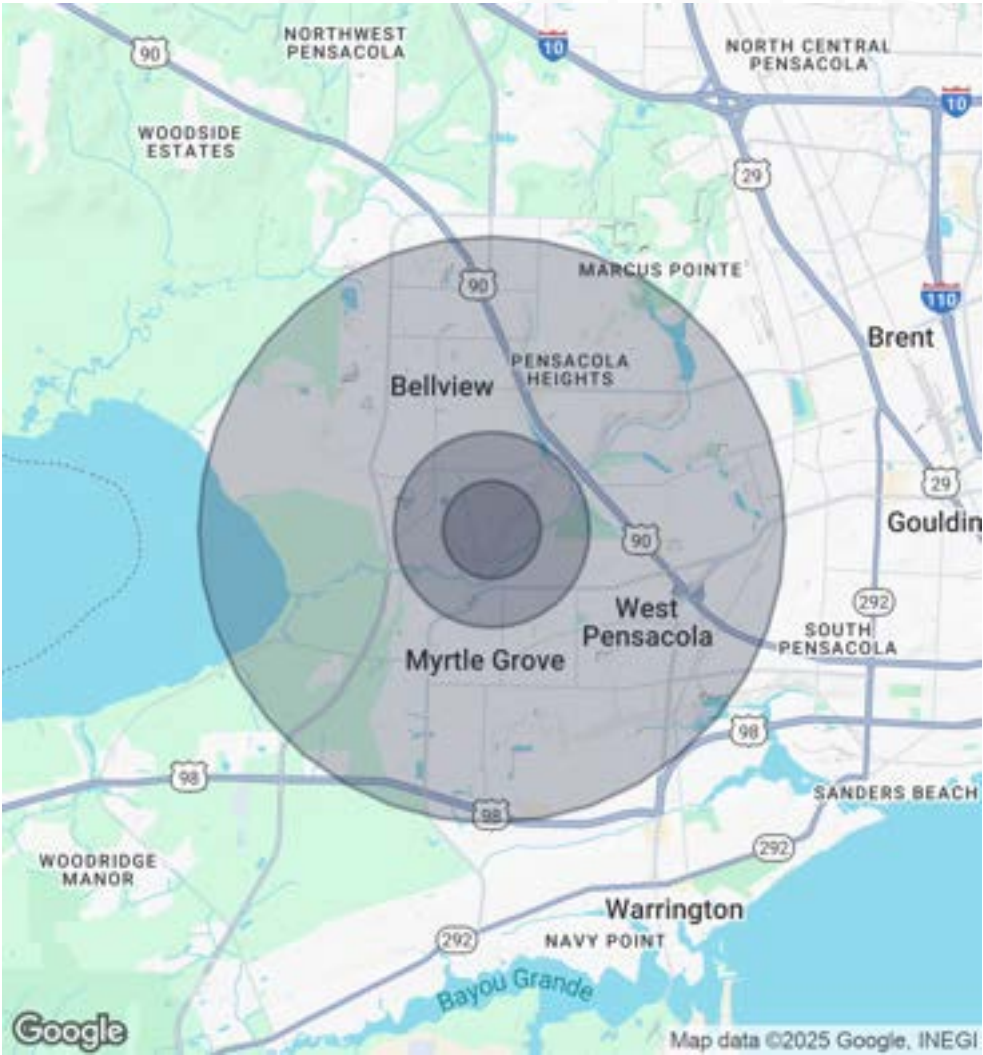 NORTHWEST
PENSACOLA
90
10
NORTH CENTRAL
PENSACOLA
10
WOODSIDE
ESTATES
29
MARCUS POINTE
90
110
Brent
PENSACOLA
HEIGHTS
Bellview
29
Gouldin
90
292
West
Pensacola
SOUTH
PENSACOLA
Myrtle Grove
98
98
SANDERS BEACH
98
292
WOODRIDGE
MANOR
Warrington
292
NAVY POINT
Bayou Grande
Google
Map data ©2025 Google, INEGI